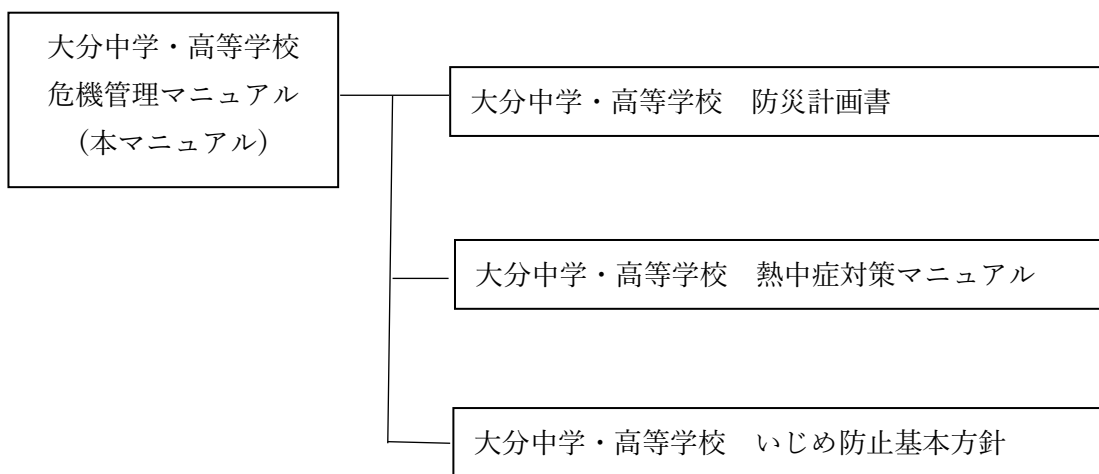 大分中学・高等学校
危機管理マニュアル
（本マニュアル）
大分中学・高等学校　防災計画書
大分中学・高等学校　熱中症対策マニュアル
大分中学・高等学校　いじめ防止基本方針